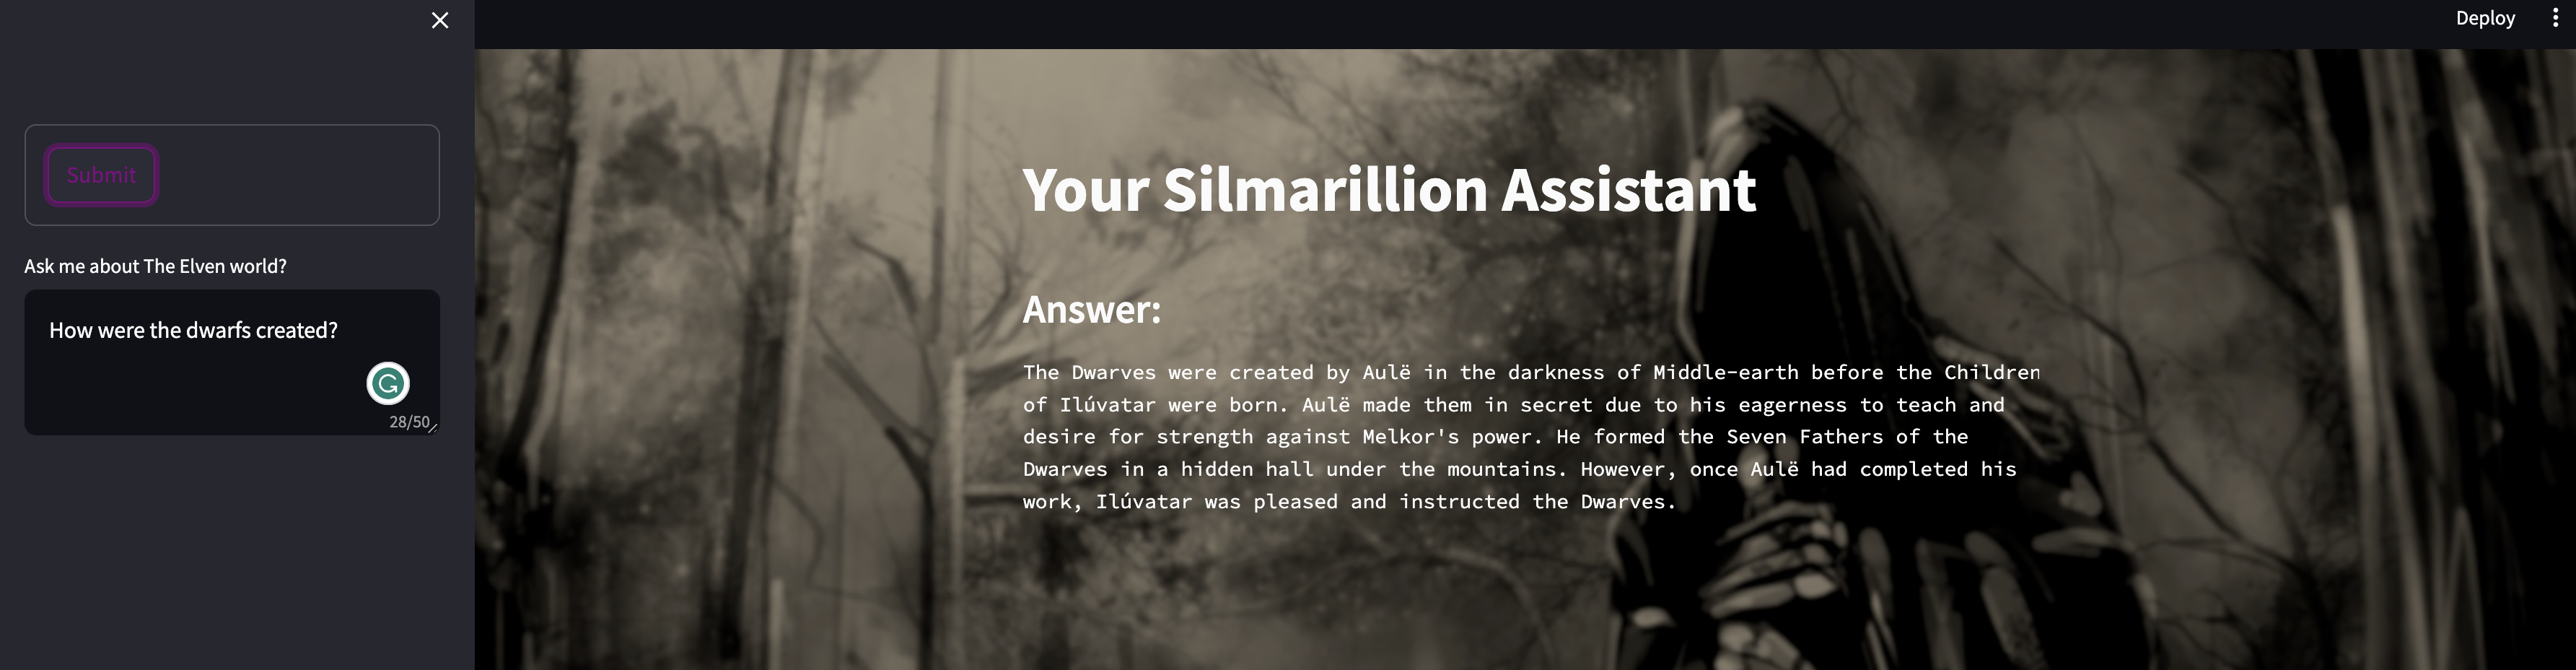 Deploy
Submit
Ask me about The Elven world?
How were the dwarfs created?
28/50
Your Silmarillion Assistant
Answer:
The Dwarves were created by Aulë in the darkness of Middle-earth before the Children
of Ilúvatar were born. Aulë made them in secret due to his eagerness to teach and
desire for strength against Melkor's power. He formed the Seven Fathers of the
Dwarves in a hidden hall under the mountains. However, once Aulë had completed his
work, Ilúvatar was pleased and instructed the Dwarves.